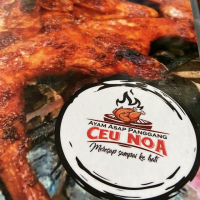 AYAM ASAP PANGGANG
CEU NOA
Meresap sampai ke hati